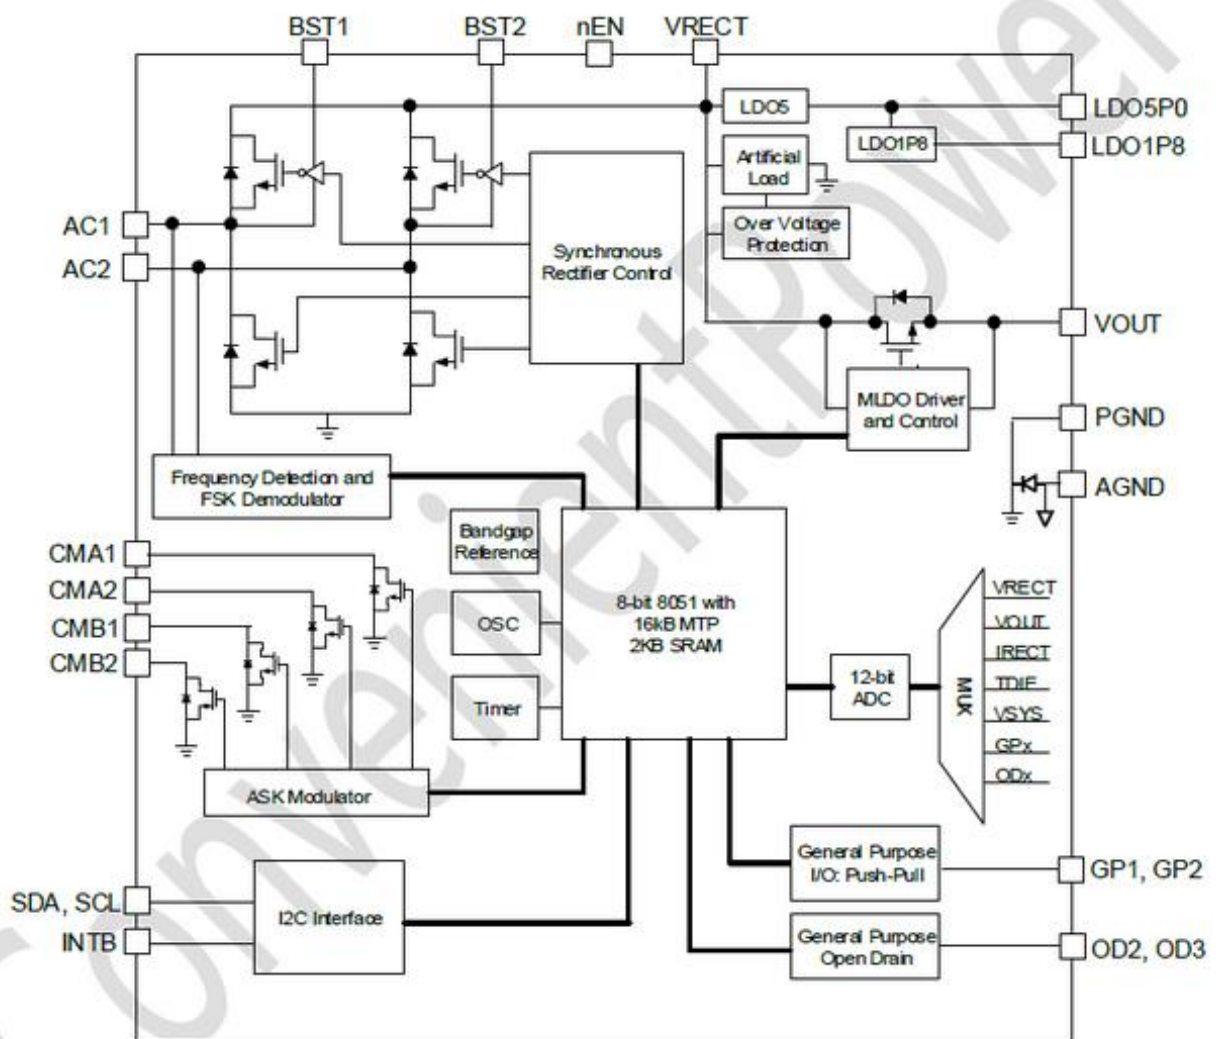 BST1
BST2
nEN
VRECT
LDO5
LDO5P0
LDO1P8
LDO1P8
Artificial
Load
Over Voltage
Protection
AC1
AC2
Synchronous
Rectifier Control
VOUT
MLDO Driver
and Control
PGND
AGND
Frequency Detection and
FSK Demodulator
CMA1
CMA2
CMB1
CMB2
Bandgap
Reference
OSC
Timer
8-bit 8051 with
16kB MTP
2KB SRAM
12-bit
ADC
MUX
VRECT
VOUT
IRECT
TDIE
VSYS
GPx
ODx
ASK Modulator
SDA, SCL
INTB
I2C Interface
General Purpose
I/O: Push-Pull
GP1, GP2
General Purpose
Open Drain
OD2, OD3
ConvenientPower